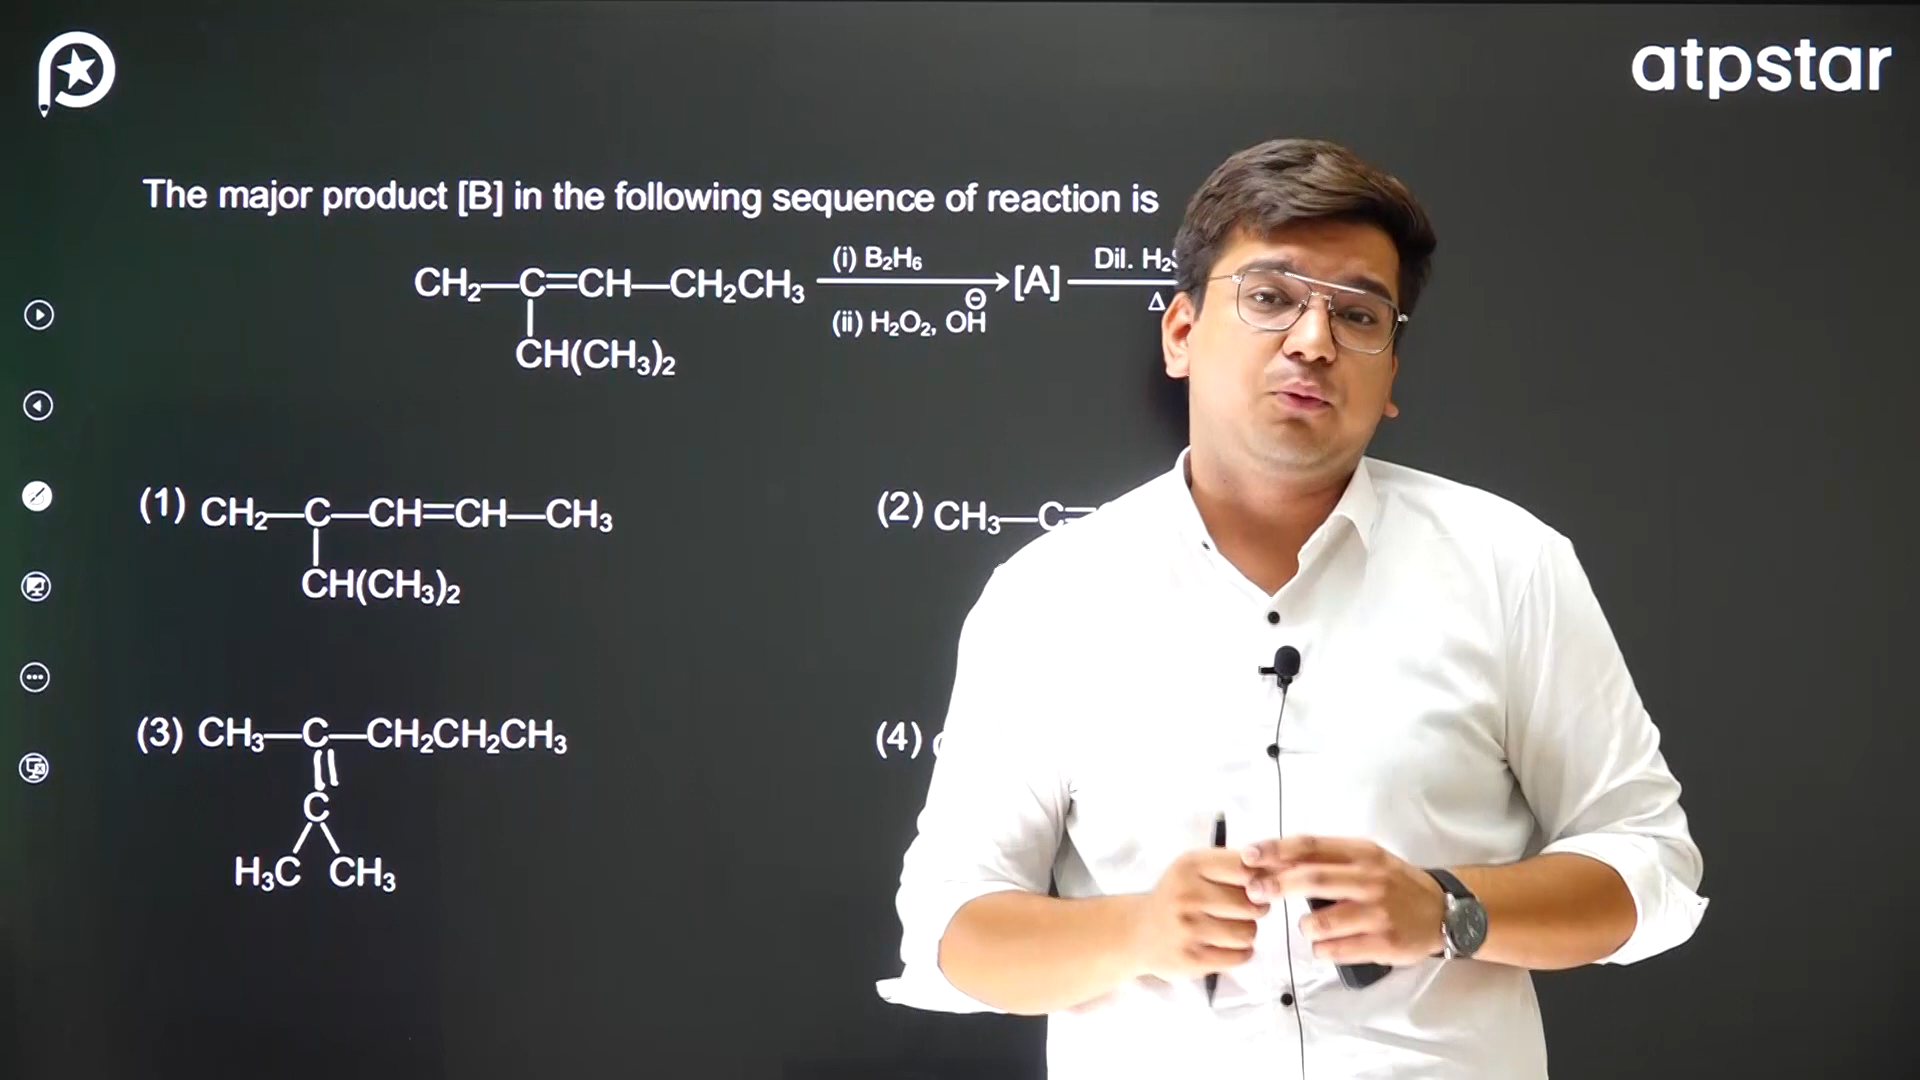 atpstar
The major product [B] in the following sequence of reaction is
CH₂—C=CH—CH₂CH₃ (i) B₂H₆ [A] Dil. Δ
(ii) H₂O₂, OH⊖
CH(CH₃)₂
(1) CH₂—C—CH=CH—CH₃
CH(CH₃)₂
(2) CH₃—C=
(3) CH₃—C—CH₂CH₂CH₃
C
H₃C CH₃
(4)